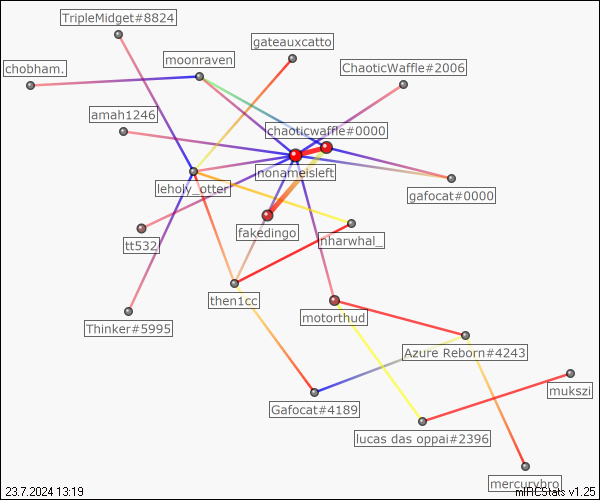 TripleMidget#8824
gateauxcatto
moonraven
chobham.
ChaoticWaffle#2006
amah1246
chaoticwaffle#0000
nonameisleft
leholy_otter
gafocat#0000
fakedingo
nharwhal_
tt532
then1cc
motorthud
Thinker#5995
Azure Reborn#4243
mukszi
Gafocat#4189
lucas das oppai#2396
mercurybro
23.7.2024 13:19
mIRCStats v1.25